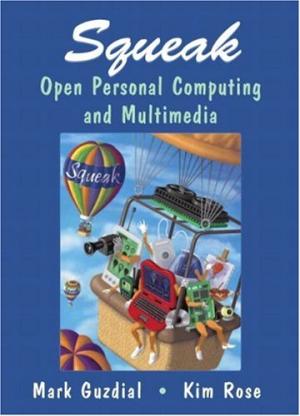 Squeak
Open Personal Computing
and Multimedia
Squeak
Mark Guzdial • Kim Rose